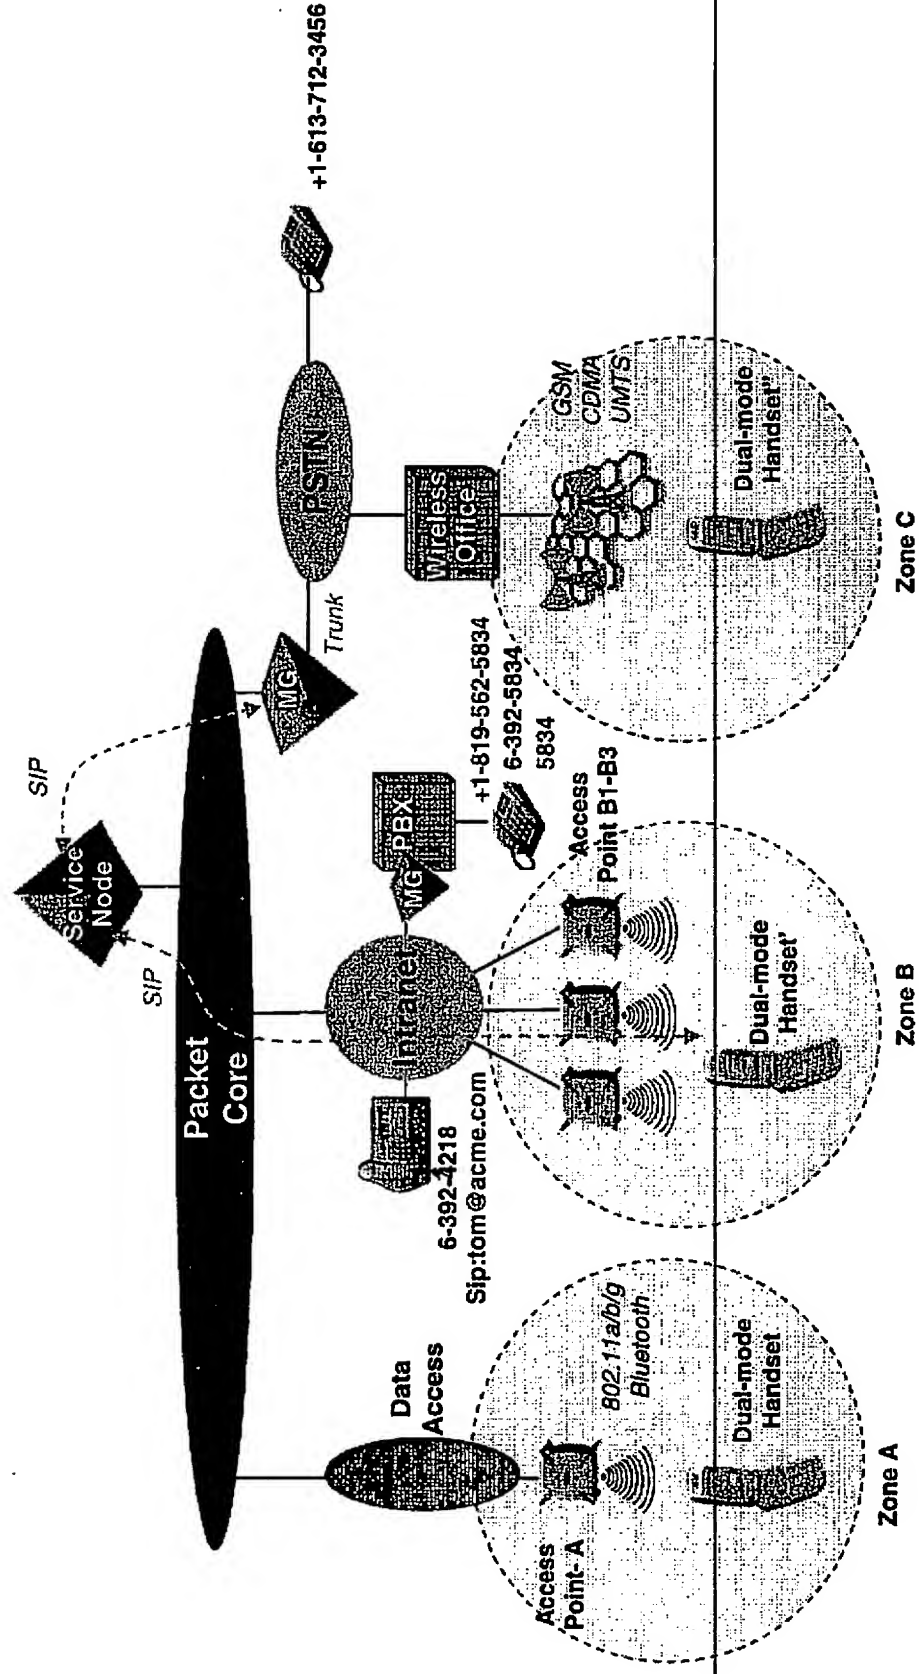 Service
Node
SIP
SIP
Packet
Core
MG
Trunk
PSTN
+1-613-712-3456
Data
Access
Intranet
MG
PBX
Wireless
Office
6-392-4218
Sip:tom@acme.com
+1-819-562-5834
6-392-5834
5834
Access
Point- A
802.11a/b/g
Bluetooth
Access
Point B1-B3
GSM
CDMA
UMTS
Dual-mode
Handset
Dual-mode
Handset'
Dual-mode
Handset"
Zone A
Zone B
Zone C